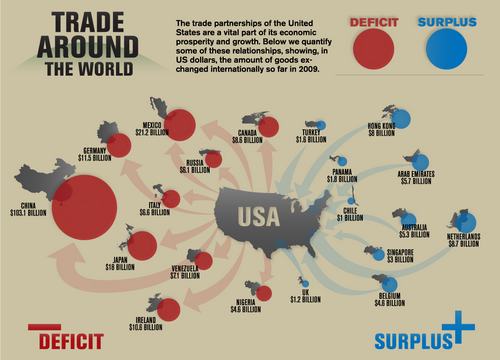 TRADE
AROUND
THE WORLD
The trade partnerships of the United
States are a vital part of its economic
prosperity and growth. Below we quantify
some of these relationships, showing, in
US dollars, the amount of goods ex-
changed internationally so far in 2009.
DEFICIT
SURPLUS
MEXICO
$21.2 BILLION
CANADA
$8.6 BILLION
TURKEY
$1.6 BILLION
HONG KONG
$8 BILLION
GERMANY
$11.5 BILLION
RUSSIA
$6.1 BILLION
PANAMA
$1.8 BILLION
ARAB EMIRATES
$5.7 BILLION
CHINA
$103.1 BILLION
ITALY
$6.6 BILLION
USA
CHILE
$1 BILLION
AUSTRALIA
$5.3 BILLION
NETHERLANDS
$8.7 BILLION
JAPAN
$18 BILLION
VENEZUELA
$7.1 BILLION
SINGAPORE
$3 BILLION
IRELAND
$10.6 BILLION
NIGERIA
$4.6 BILLION
UK
$1.2 BILLION
BELGIUM
$4.6 BILLION
DEFICIT
SURPLUS